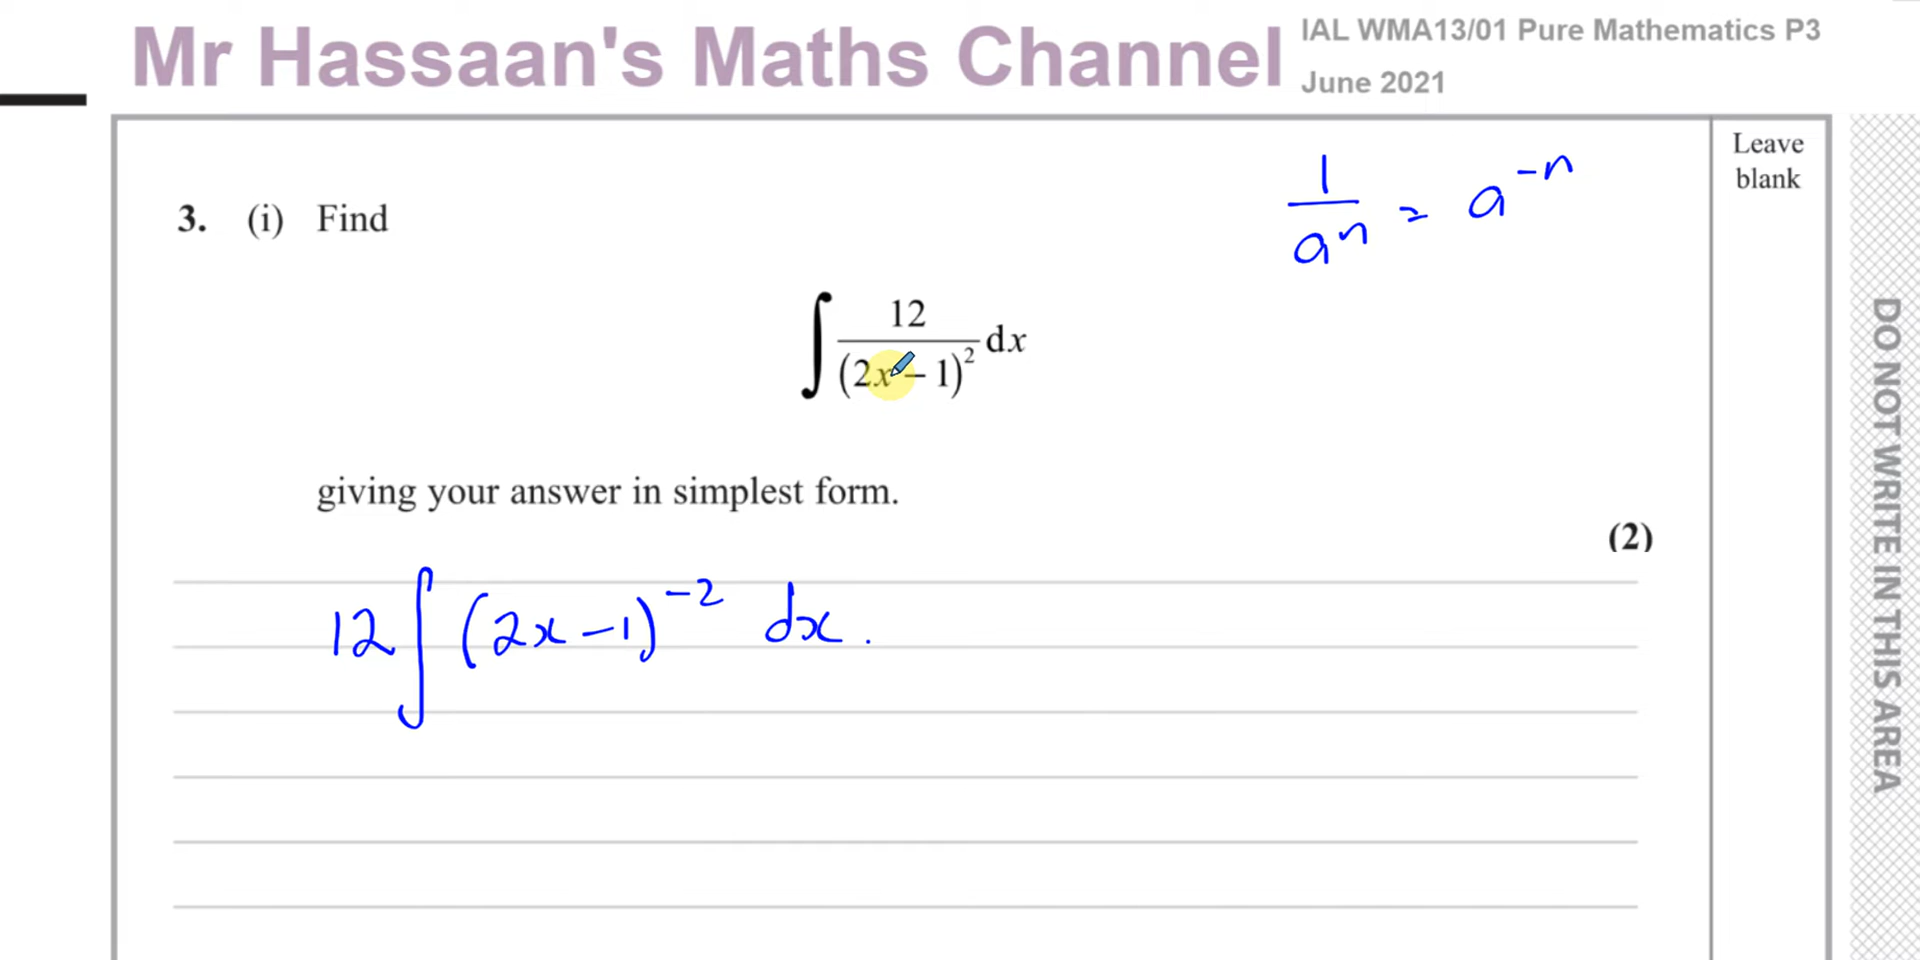 Mr Hassaan's Maths Channel
IAL WMA13/01 Pure Mathematics P3
June 2021
Leave
blank
1/aⁿ = a⁻ⁿ
3. (i) Find
∫ 12/(2x – 1)² dx
giving your answer in simplest form.
(2)
12∫(2x – 1)⁻² dx.
DO NOT WRITE IN THIS AREA